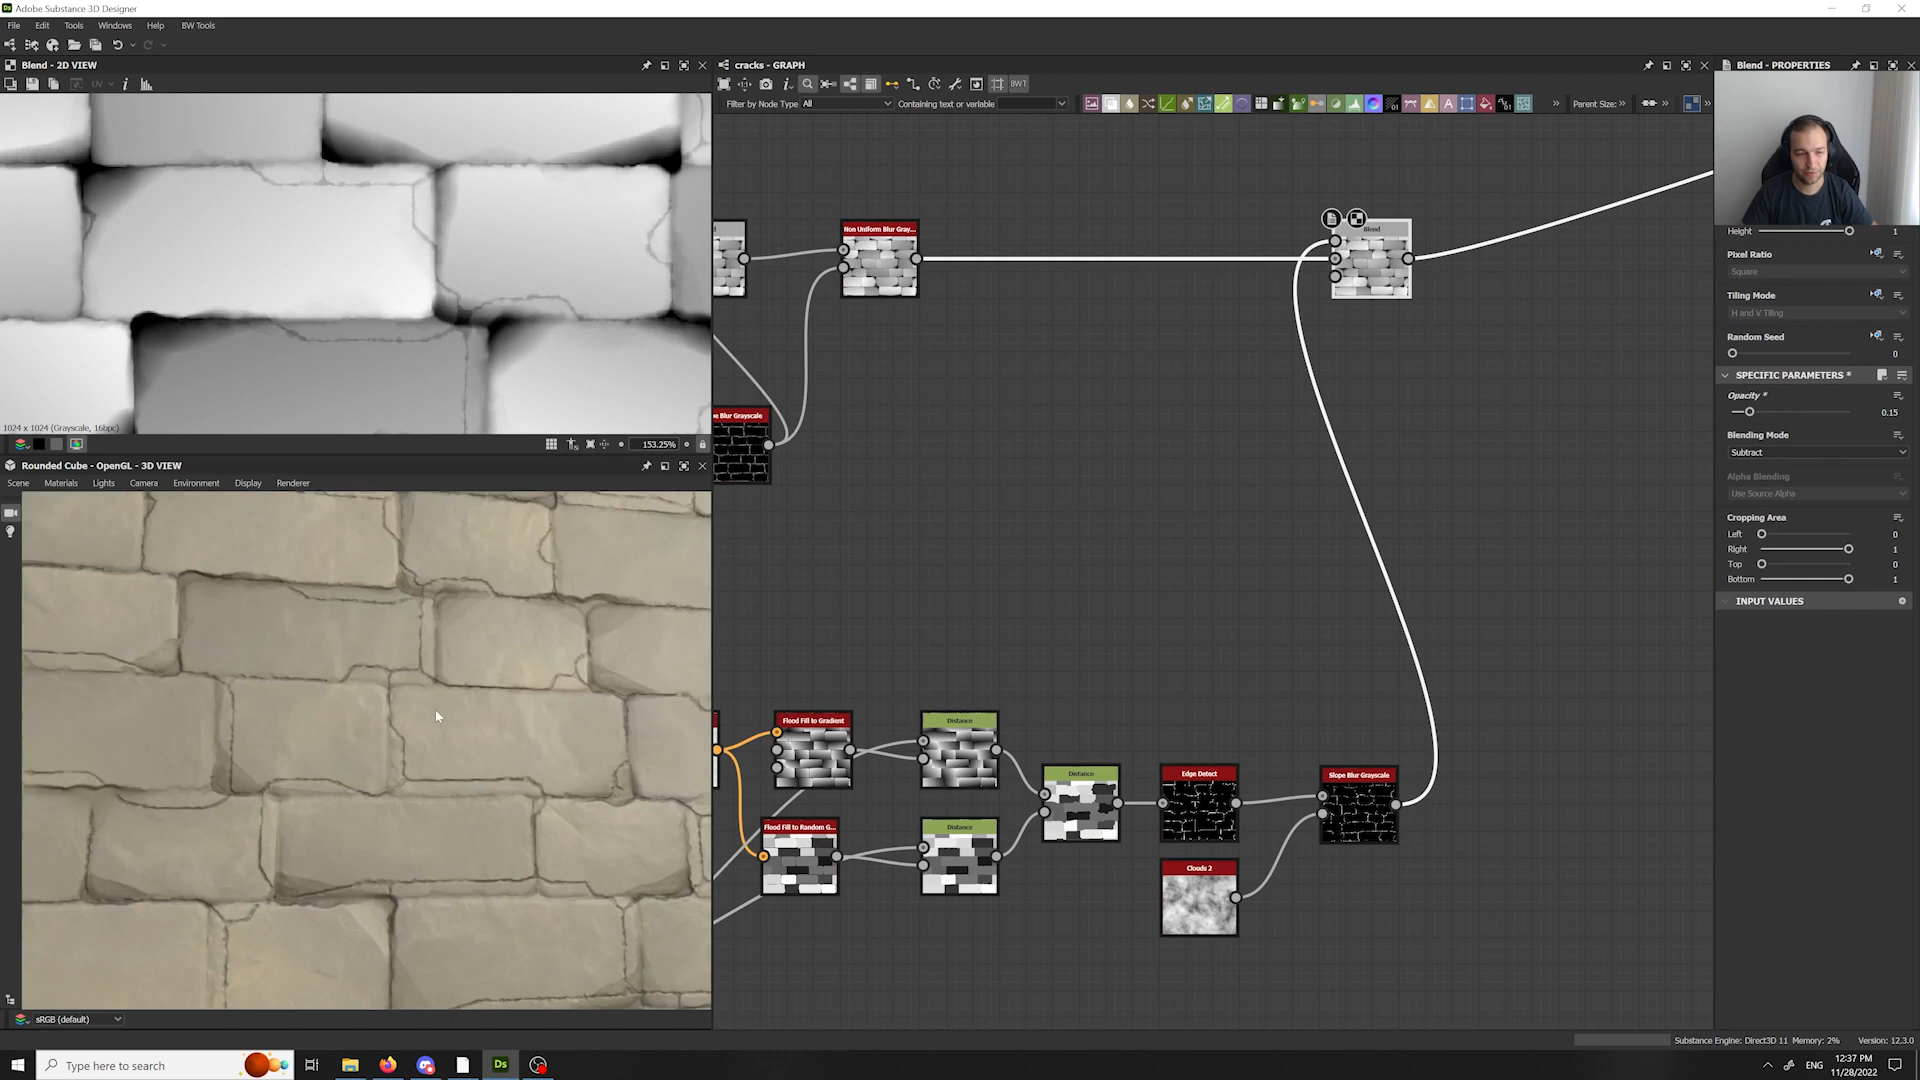 Adobe Substance 3D Designer
File Edit Tools Windows Help BW Tools
Blend - 2D VIEW
UV
1024 x 1024 (Grayscale, 16bpc)
153.25%
Rounded Cube - OpenGL - 3D VIEW
Scene Materials Lights Camera Environment Display Renderer
sRGB (default)
cracks - GRAPH
BWT
Filter by Node Type All Containing text or variable
Parent Size:
Non Uniform Blur Gray...
Blend
pe Blur Grayscale
Flood Fill to Gradient
Distance
Distance
Edge Detect
Slope Blur Grayscale
Flood Fill to Random G...
Distance
Clouds 2
Blend - PROPERTIES
Height 1
Pixel Ratio
Square
Tiling Mode
H and V Tiling
Random Seed
0
SPECIFIC PARAMETERS *
Opacity *
0.15
Blending Mode
Subtract
Alpha Blending
Use Source Alpha
Cropping Area
Left 0
Right 1
Top 0
Bottom 1
INPUT VALUES
Substance Engine: Direct3D 11 Memory: 2% Version: 12.3.0
Type here to search
Ds
ENG
12:37 PM
11/28/2022